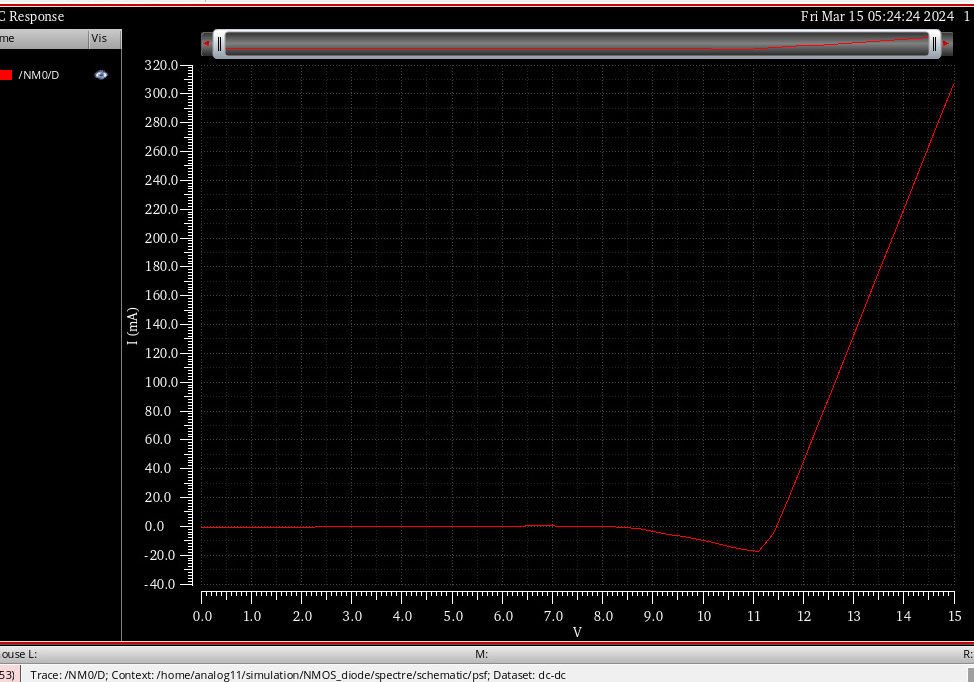 C Response
Fri Mar 15 05:24:24 2024 1
me Vis
/NM0/D
320.0
300.0
280.0
260.0
240.0
220.0
200.0
180.0
160.0
140.0
120.0
100.0
80.0
60.0
40.0
20.0
0.0
-20.0
-40.0
I (mA)
0.0 1.0 2.0 3.0 4.0 5.0 6.0 7.0 8.0 9.0 10 11 12 13 14 15
V
ouse L: M: R:
53) Trace: /NM0/D; Context: /home/analog11/simulation/NMOS_diode/spectre/schematic/psf; Dataset: dc-dc